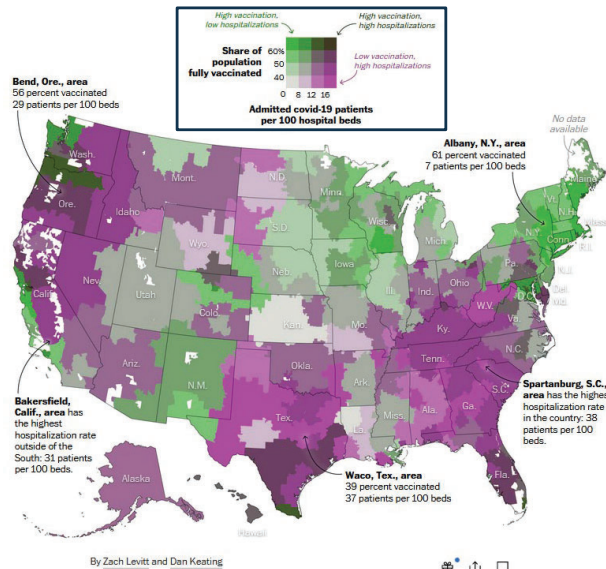 High vaccination,
low hospitalizations
High vaccination,
high hospitalizations
Share of
population
fully vaccinated
60%
50
40
Low vaccination,
high hospitalizations
0 8 12 16
Admitted covid-19 patients
per 100 hospital beds
Bend, Ore., area
56 percent vaccinated
29 patients per 100 beds
No data
available
Albany, N.Y., area
61 percent vaccinated
7 patients per 100 beds
Wash.
Mont.
N.D.
Minn.
Maine
Vt.
N.H.
Mass.
Ore.
Idaho
S.D.
Wisc.
Mich.
N.Y.
Conn.
R.I.
Wyo.
Iowa
Pa.
N.J.
Nev.
Utah
Neb.
Ill.
Ind.
Ohio
D.C.
Del.
Md.
Calif.
Colo.
Kan.
Mo.
W.V.
Va.
Ky.
Ariz.
N.M.
Okla.
Ark.
Tenn.
N.C.
S.C.
Tex.
La.
Miss.
Ala.
Ga.
Fla.
Bakersfield,
Calif., area has
the highest
hospitalization rate
outside of the
South: 31 patients
per 100 beds.
Spartanburg, S.C.,
area has the highest
hospitalization rate
in the country: 38
patients per 100
beds.
Alaska
Hawaii
Waco, Tex., area
39 percent vaccinated
37 patients per 100 beds
By Zach Levitt and Dan Keating